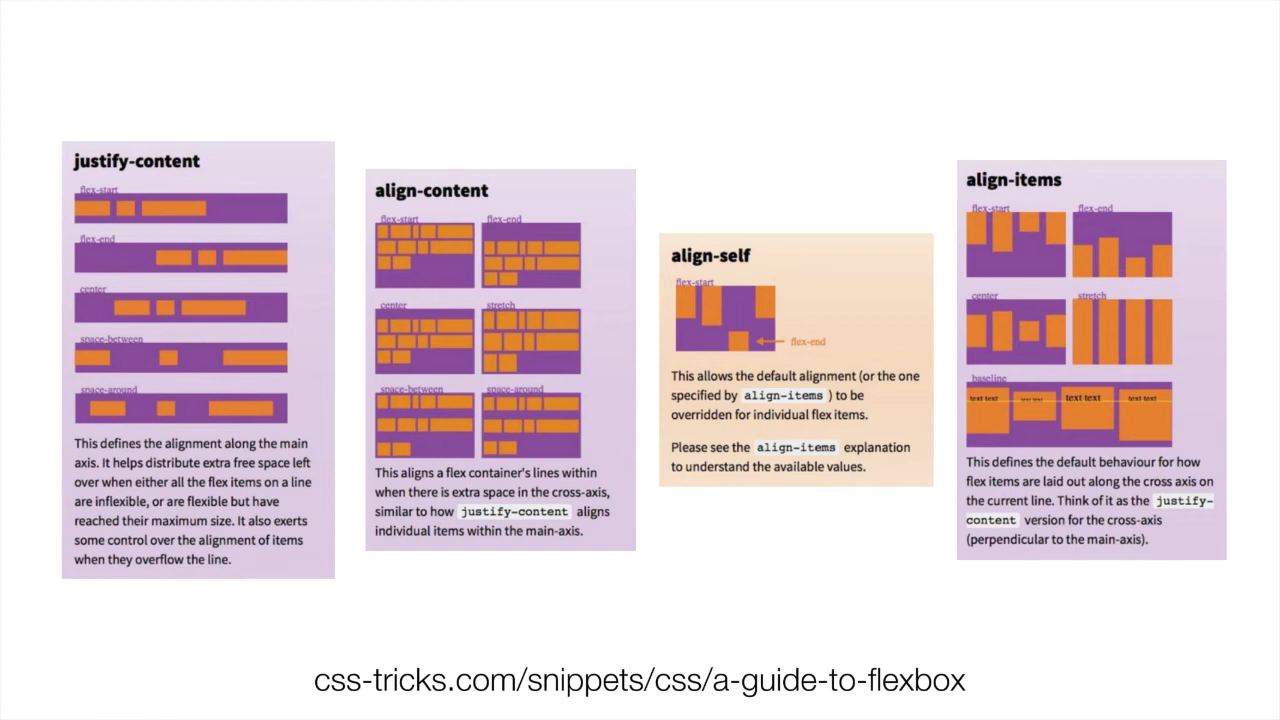 justify-content
flex-start
flex-end
center
space-between
space-around
This defines the alignment along the main
axis. It helps distribute extra free space left
over when either all the flex items on a line
are inflexible, or are flexible but have
reached their maximum size. It also exerts
some control over the alignment of items
when they overflow the line.
align-content
flex-start
flex-end
center
stretch
space-between
space-around
This aligns a flex container's lines within
when there is extra space in the cross-axis,
similar to how justify-content aligns
individual items within the main-axis.
align-self
flex-start
flex-end
This allows the default alignment (or the one
specified by align-items ) to be
overridden for individual flex items.
Please see the align-items explanation
to understand the available values.
align-items
flex-start
flex-end
center
stretch
baseline
text text
text text
text text
text text
This defines the default behaviour for how
flex items are laid out along the cross axis on
the current line. Think of it as the justify-
content version for the cross-axis
(perpendicular to the main-axis).
css-tricks.com/snippets/css/a-guide-to-flexbox